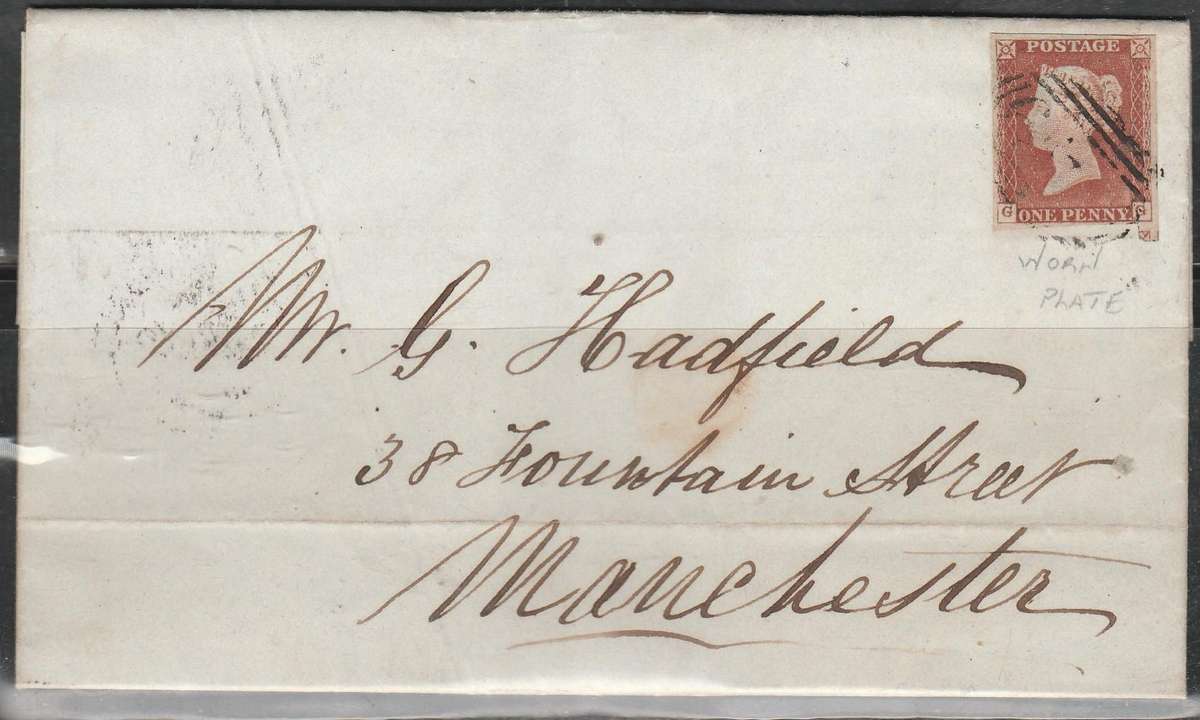 POSTAGE
G ONE PENNY G
WORN
PLATE
Mr. G. Hadfield
38 Fountain Street
Manchester